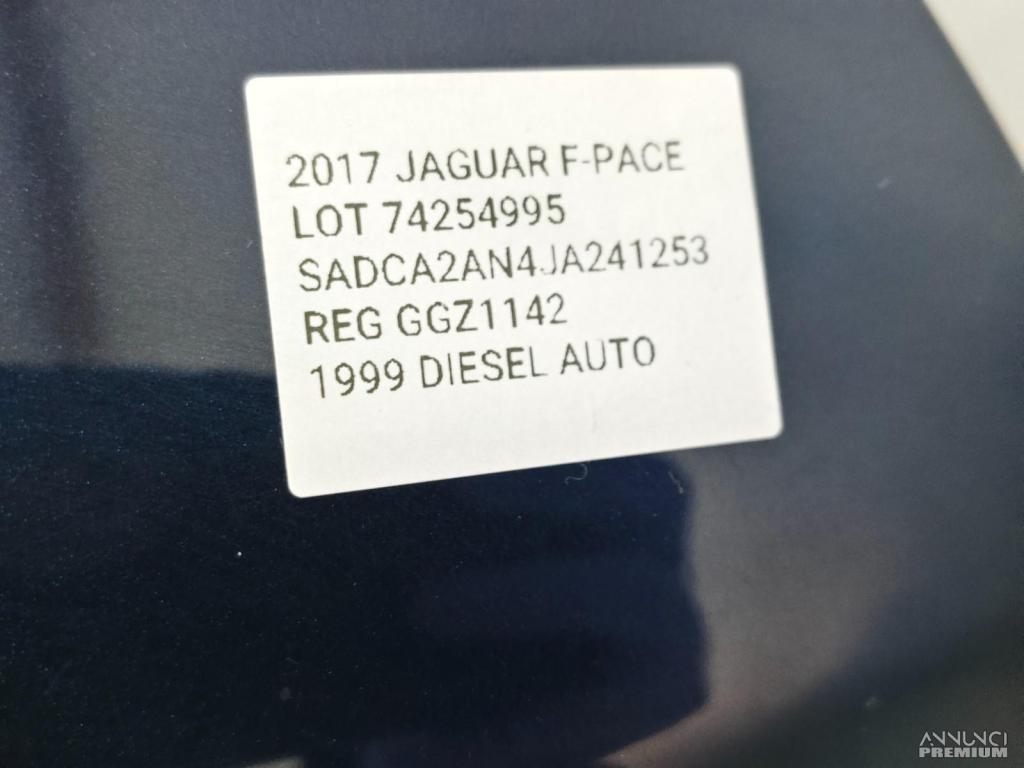 2017 JAGUAR F-PACE
LOT 74254995
SADCA2AN4JA241253
REG GGZ1142
1999 DIESEL AUTO
ANNUNCI
PREMIUM